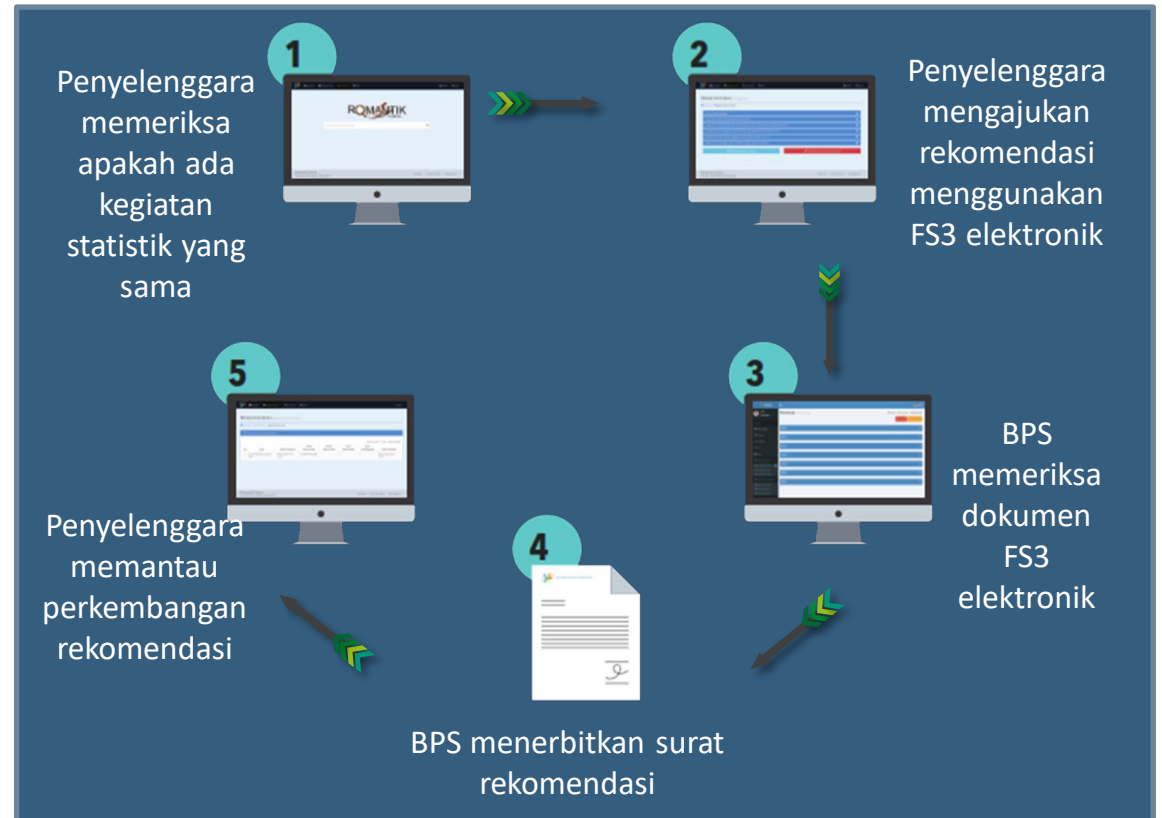 1
Penyelenggara
memeriksa
apakah ada
kegiatan
statistik yang
sama
ROMANTIK
2
Penyelenggara
mengajukan
rekomendasi
menggunakan
FS3 elektronik
3
BPS
memeriksa
dokumen
FS3
elektronik
4
BPS menerbitkan surat
rekomendasi
5
Penyelenggara
memantau
perkembangan
rekomendasi